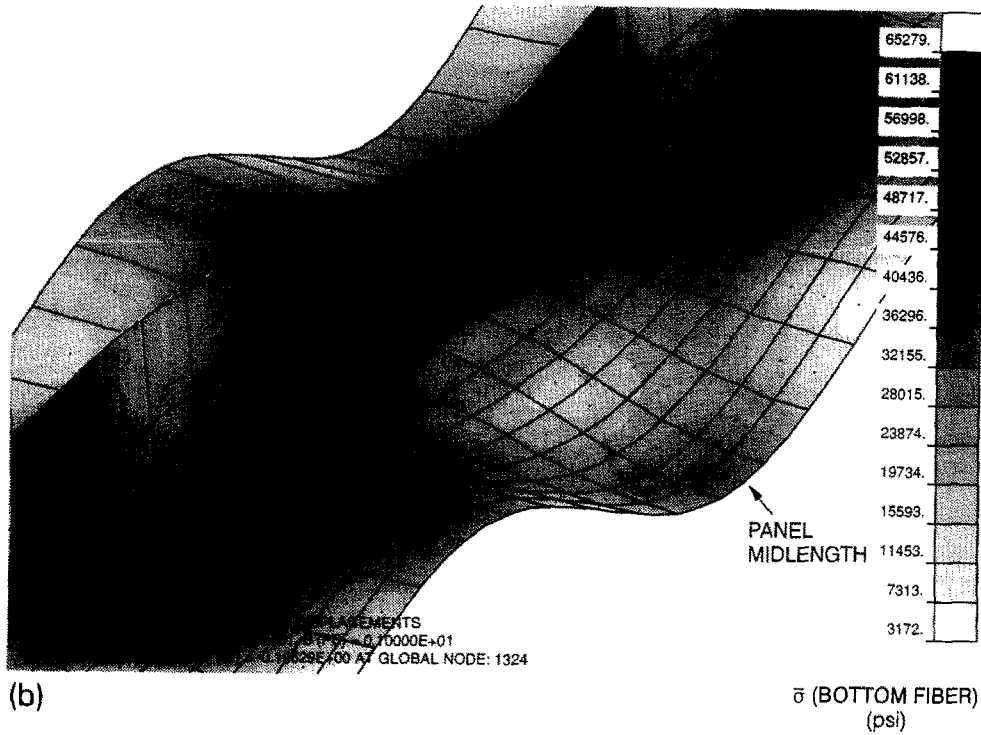 65279.
61138.
56998.
52857.
48717.
44576.
40436.
36296.
32155.
28015.
23874.
19734.
15593.
11453.
7313.
3172.
PANEL
MIDLENGTH
0.10000E+01
AT GLOBAL NODE: 1324
(b)
σ̅ (BOTTOM FIBER)
(psi)